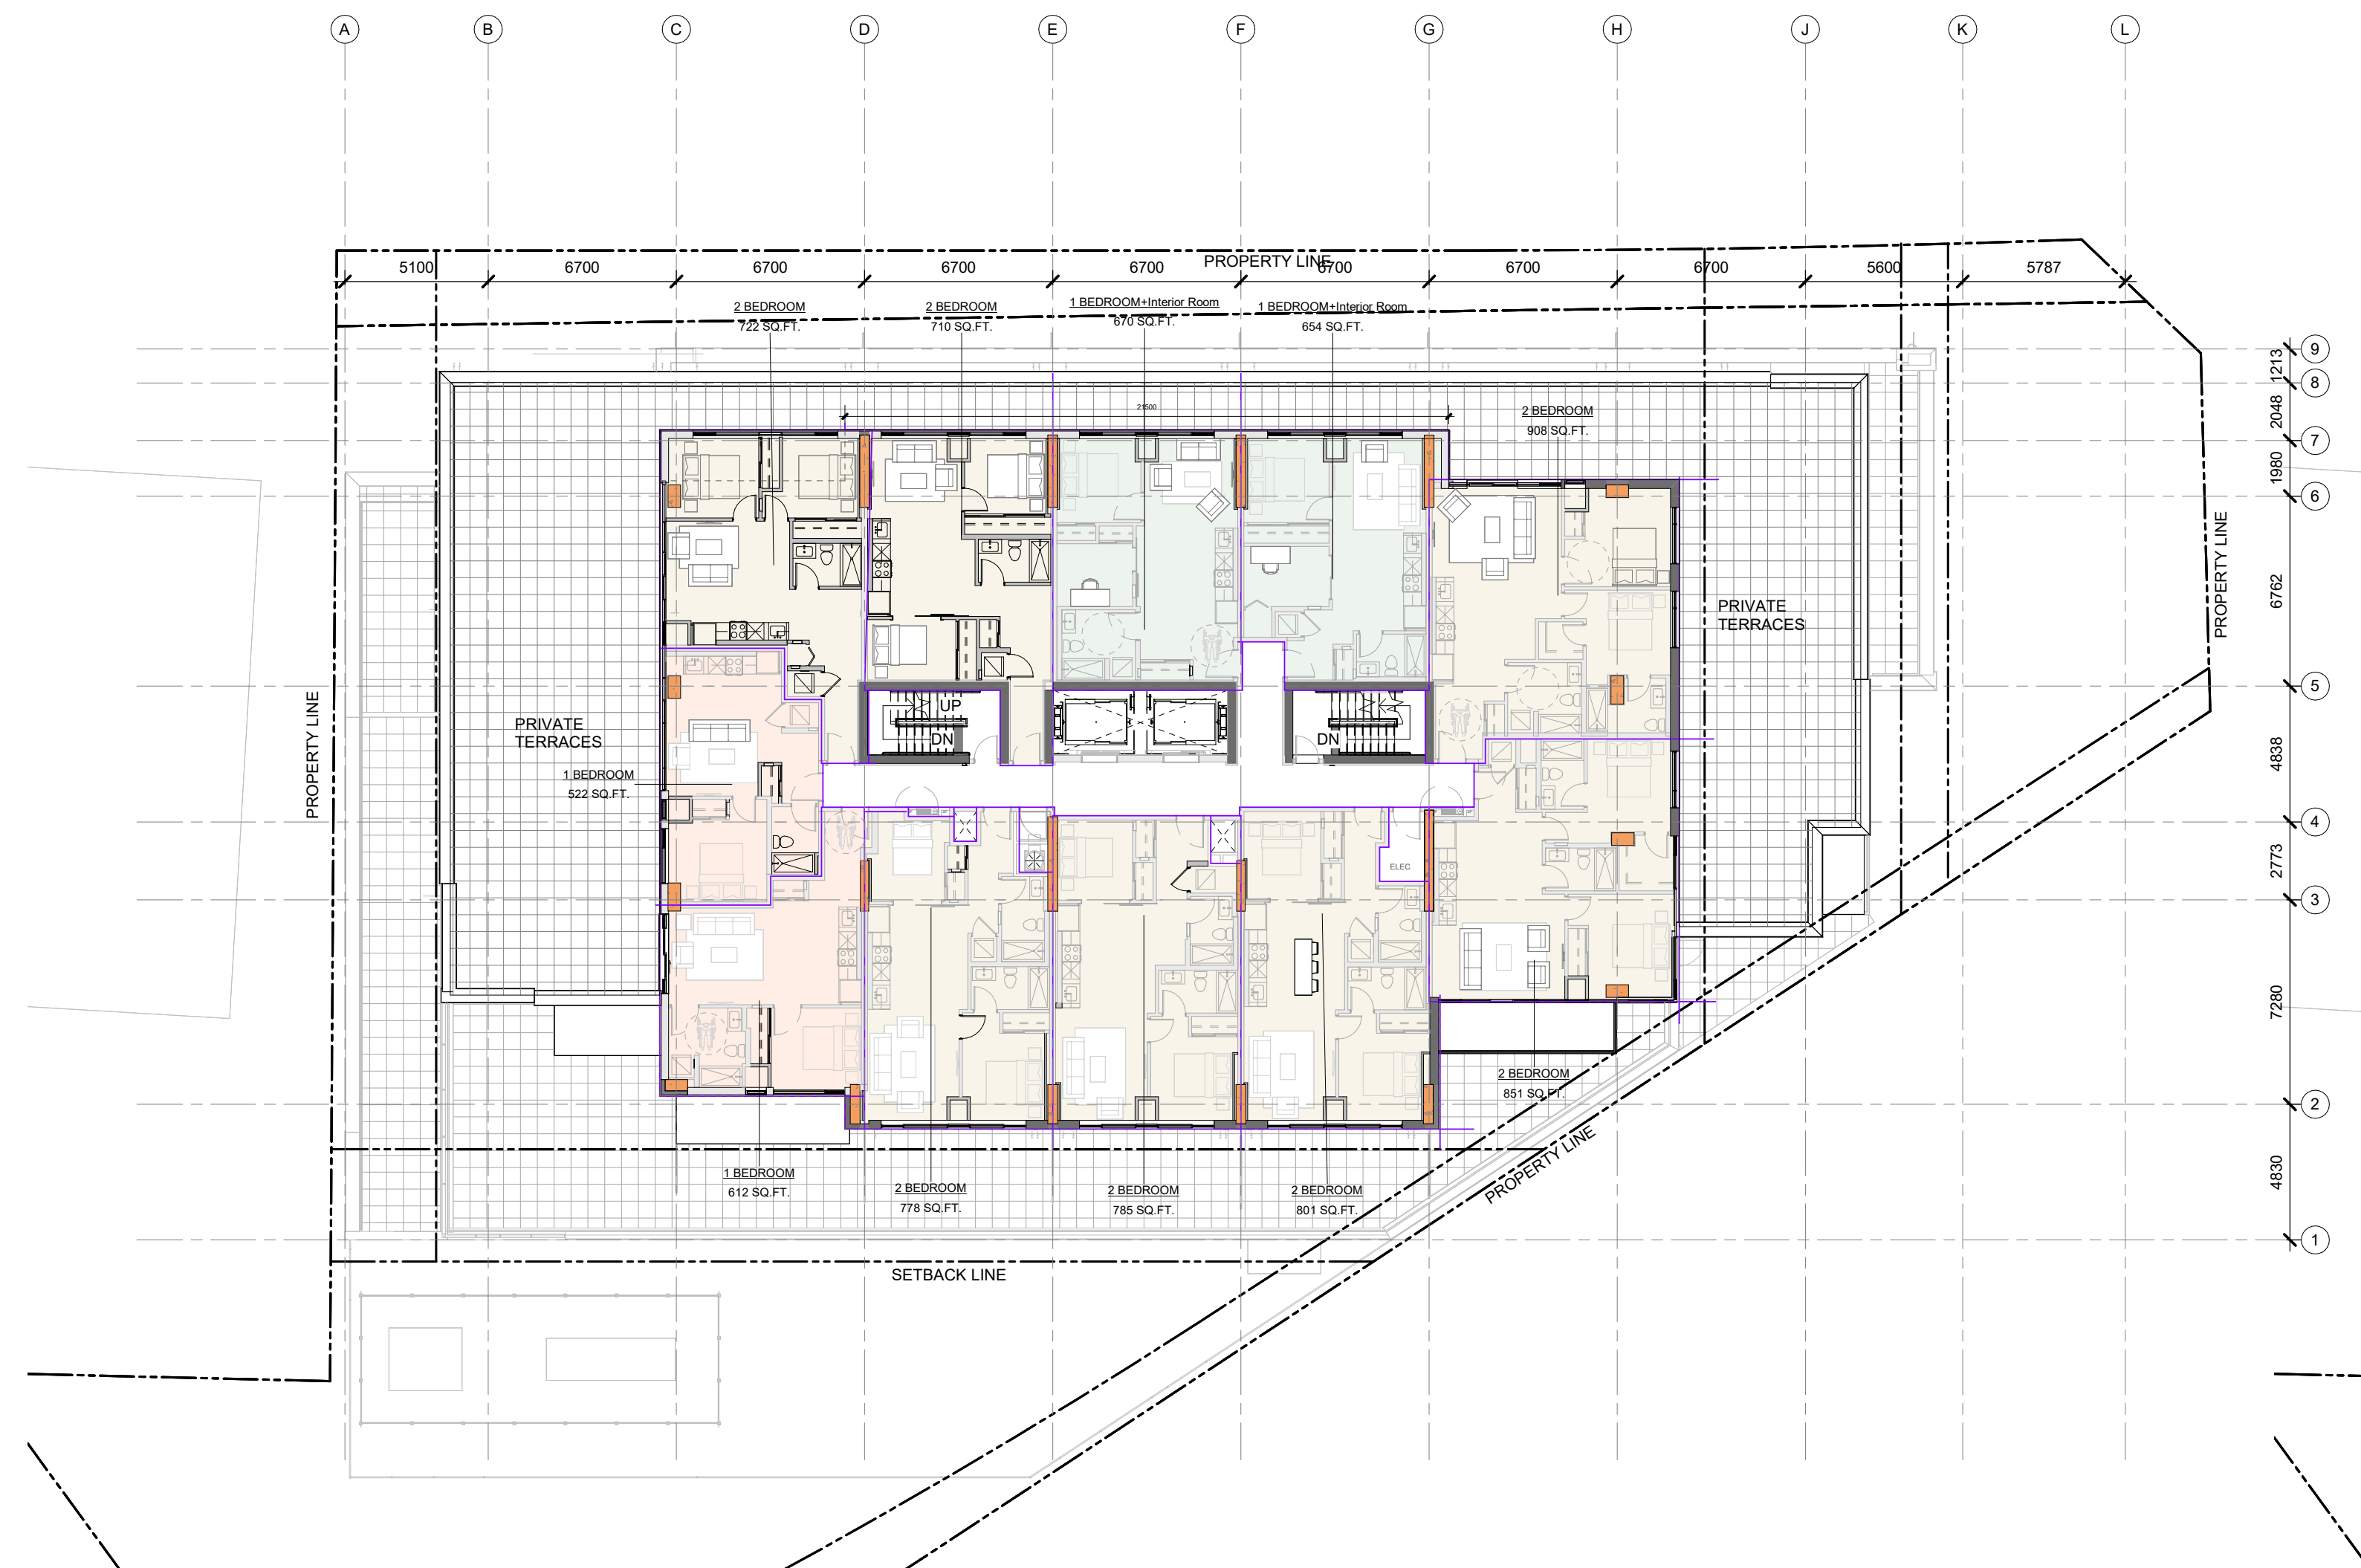 A B C D E F G H J K L
PROPERTY LINE
5100 6700 6700 6700 6700 6700 6700 6700 5600 5787
2 BEDROOM
722 SQ.FT.
2 BEDROOM
710 SQ.FT.
1 BEDROOM+Interior Room
670 SQ.FT.
1 BEDROOM+Interior Room
654 SQ.FT.
9
1213
8
2048
7
1980
6
6762
5
4838
4
2773
3
7280
2
4830
1
21500
2 BEDROOM
908 SQ.FT.
PROPERTY LINE
PRIVATE
TERRACES
PROPERTY LINE
PRIVATE
TERRACES
UP
DN
DN
1 BEDROOM
522 SQ.FT.
ELEC
2 BEDROOM
851 SQ.FT.
PROPERTY LINE
1 BEDROOM
612 SQ.FT.
2 BEDROOM
778 SQ.FT.
2 BEDROOM
785 SQ.FT.
2 BEDROOM
801 SQ.FT.
SETBACK LINE